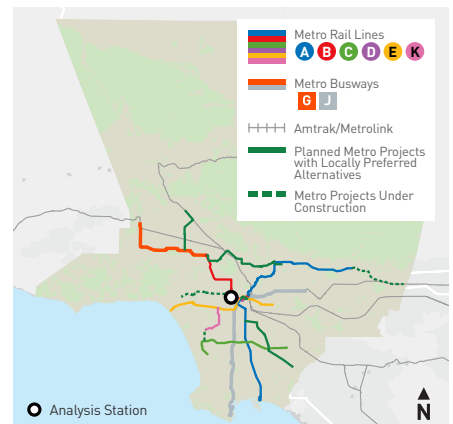 Metro Rail Lines
A B C D E K
Metro Busways
G J
Amtrak/Metrolink
Planned Metro Projects
with Locally Preferred
Alternatives
Metro Projects Under
Construction
Analysis Station
N